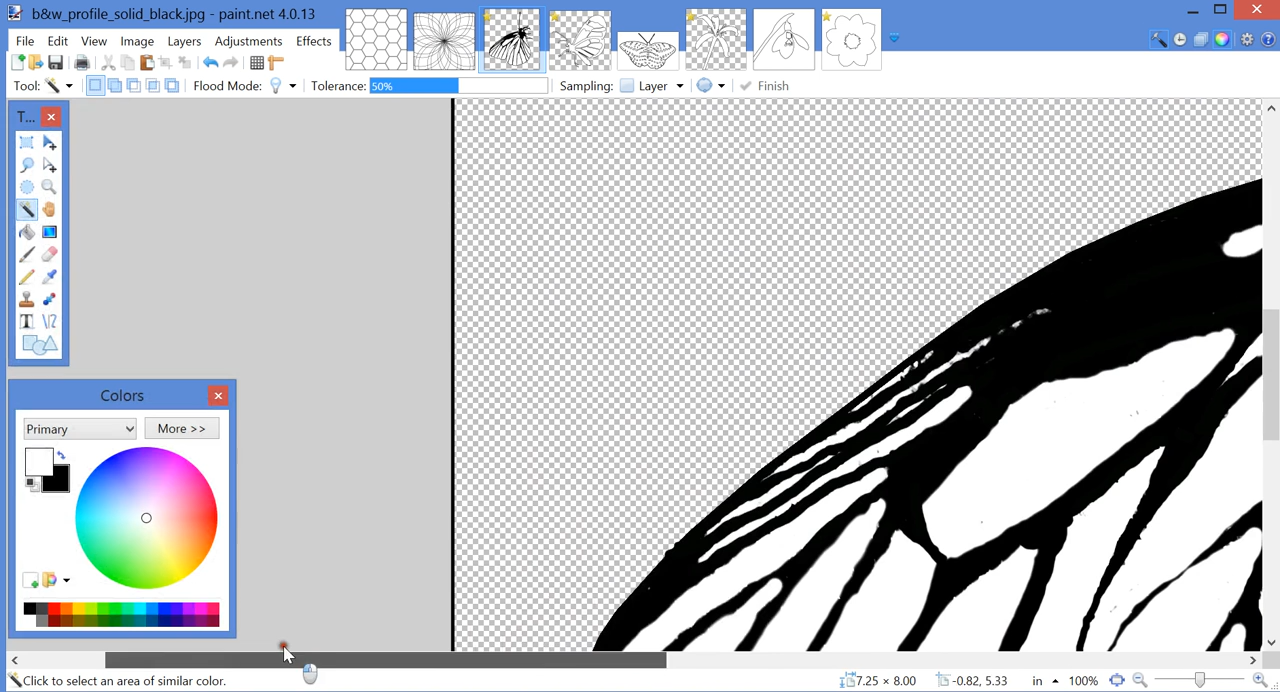 b&w_profile_solid_black.jpg - paint.net 4.0.13
File Edit View Image Layers Adjustments Effects
Tool: Flood Mode: Tolerance: 50% Sampling: Layer Finish
T...
Colors
Primary More >>
Click to select an area of similar color. 7.25 × 8.00 -0.82, 5.33 in 100%